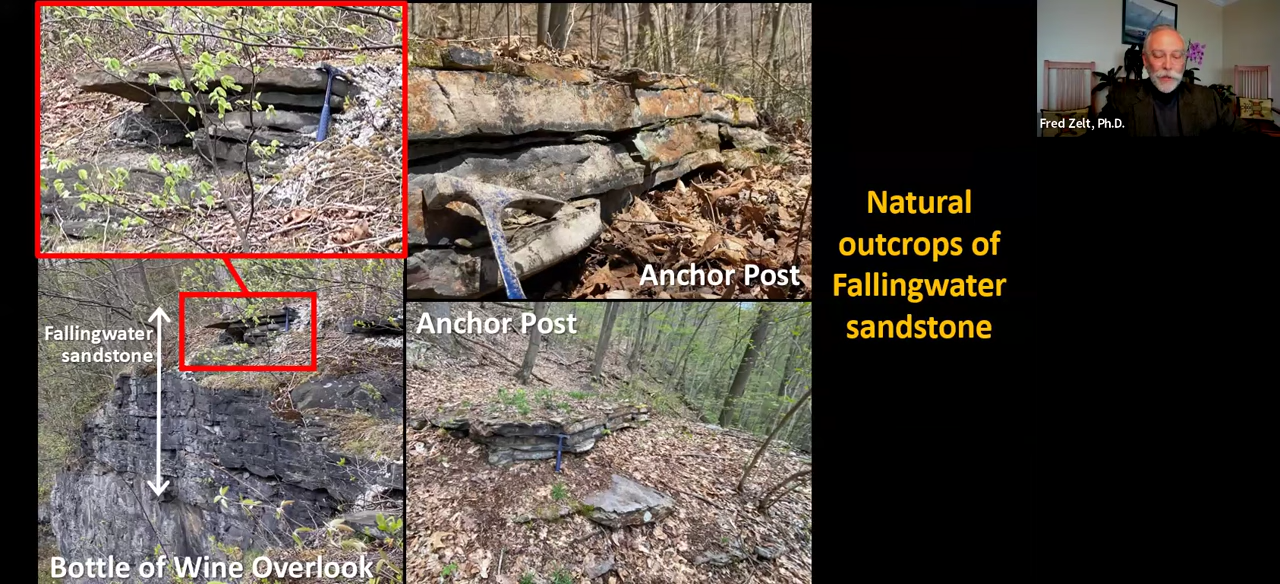 Fallingwater
sandstone
Bottle of Wine Overlook
Anchor Post
Anchor Post
Natural
outcrops of
Fallingwater
sandstone
Fred Zelt, Ph.D.